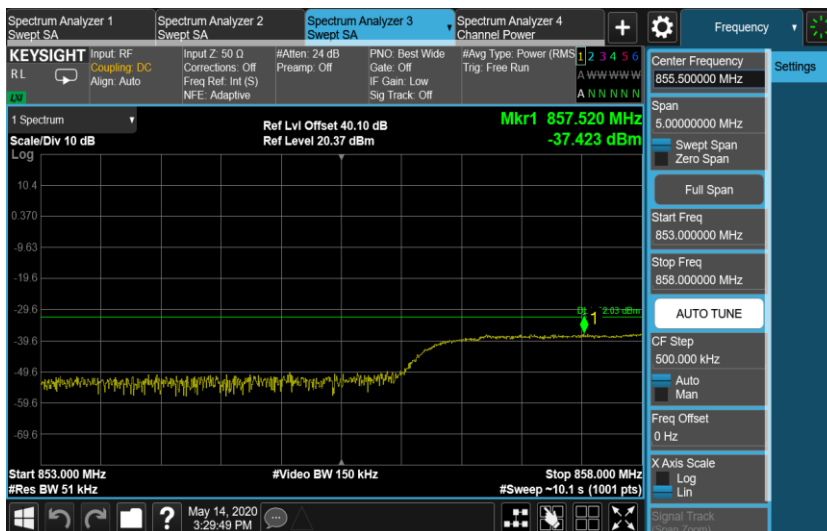 Spectrum Analyzer 1
Swept SA
Spectrum Analyzer 2
Swept SA
Spectrum Analyzer 3
Swept SA
Spectrum Analyzer 4
Channel Power
+
Frequency
KEYSIGHT
RL
LXI
Input: RF
Coupling: DC
Align: Auto
Input Z: 50 Ω
Corrections: Off
Freq Ref: Int (S)
NFE: Adaptive
#Atten: 24 dB
Preamp: Off
PNO: Best Wide
Gate: Off
IF Gain: Low
Sig Track: Off
#Avg Type: Power (RMS
Trig: Free Run
1 2 3 4 5 6
A W W W W W
A N N N N N
1 Spectrum
Scale/Div 10 dB
Log
Ref Lvl Offset 40.10 dB
Ref Level 20.37 dBm
Mkr1 857.520 MHz
-37.423 dBm
10.4
0.370
-9.63
-19.6
-29.6
-39.6
-49.6
-59.6
-69.6
2.03 dBm
1
Start 853.000 MHz
#Res BW 51 kHz
#Video BW 150 kHz
Stop 858.000 MHz
#Sweep ~10.1 s (1001 pts)
?
May 14, 2020
3:29:49 PM
Center Frequency
855.500000 MHz
Settings
Span
5.00000000 MHz
Swept Span
Zero Span
Full Span
Start Freq
853.000000 MHz
Stop Freq
858.000000 MHz
AUTO TUNE
CF Step
500.000 kHz
Auto
Man
Freq Offset
0 Hz
X Axis Scale
Log
Lin
Signal Track
(Span Zoom)